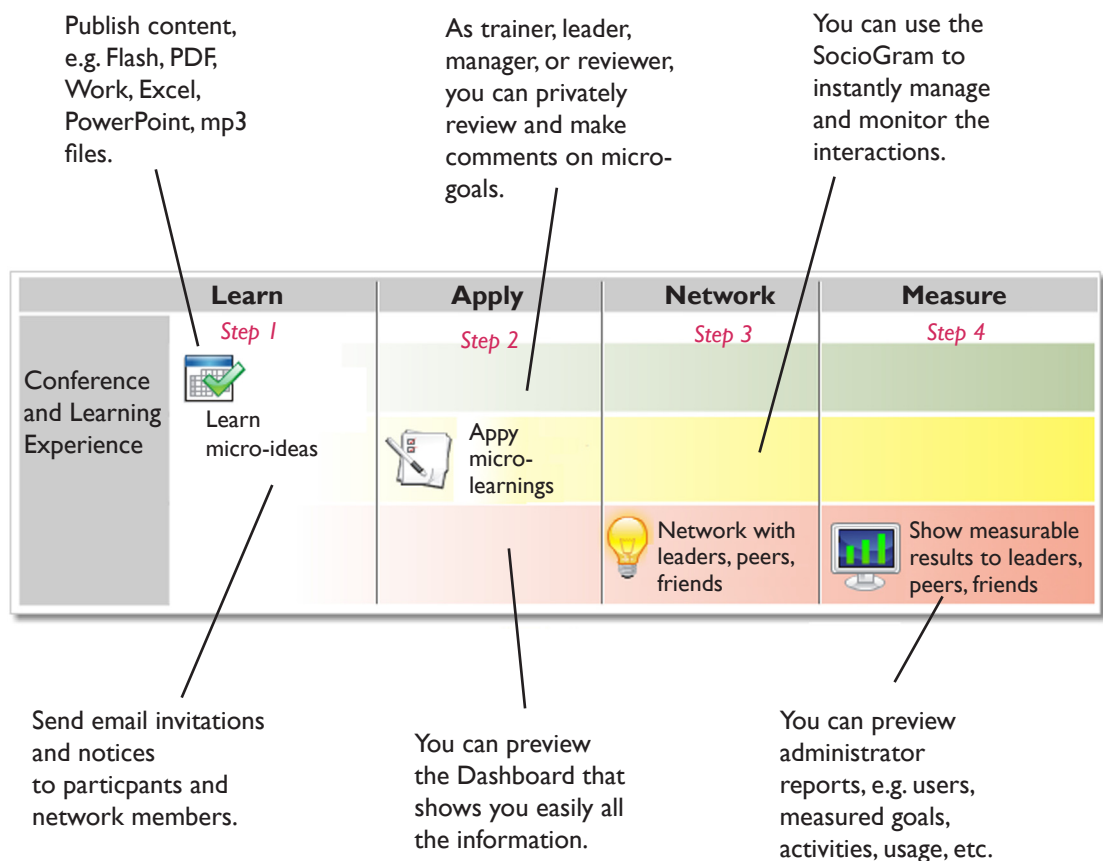 Publish content,
e.g. Flash, PDF,
Work, Excel,
PowerPoint, mp3
files.
As trainer, leader,
manager, or reviewer,
you can privately
review and make
comments on micro-
goals.
You can use the
SocioGram to
instantly manage
and monitor the
interactions.
Learn
Apply
Network
Measure
Step 1
Step 2
Step 3
Step 4
Conference
and Learning
Experience
Learn
micro-ideas
Appy
micro-
learnings
Network with
leaders, peers,
friends
Show measurable
results to leaders,
peers, friends
Send email invitations
and notices
to particpants and
network members.
You can preview
the Dashboard that
shows you easily all
the information.
You can preview
administrator
reports, e.g. users,
measured goals,
activities, usage, etc.